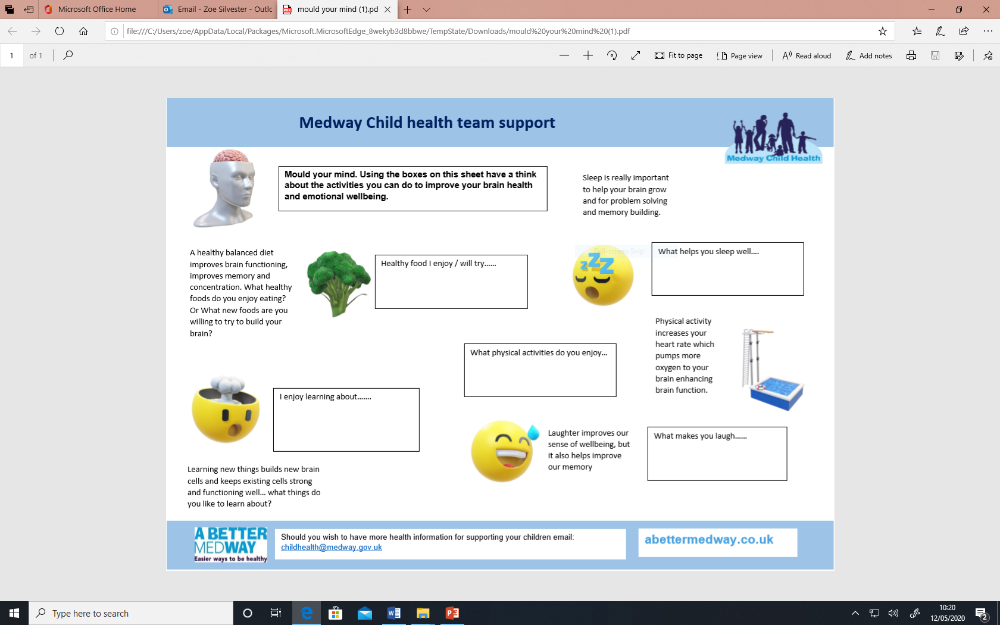 Microsoft Office Home
Email - Zoe Silvester - Outlc
mould your mind (1).pd
file:///C:/Users/zoe/AppData/Local/Packages/Microsoft.MicrosoftEdge_8wekyb3d8bbwe/TempState/Downloads/mould%20your%20mind%20(1).pdf
1 of 1
Fit to page
Page view
Read aloud
Add notes
Medway Child health team support
Medway Child Health
Mould your mind. Using the boxes on this sheet have a think
about the activities you can do to improve your brain health
and emotional wellbeing.
Sleep is really important
to help your brain grow
and for problem solving
and memory building.
A healthy balanced diet
improves brain functioning,
improves memory and
concentration. What healthy
foods do you enjoy eating?
Or What new foods are you
willing to try to build your
brain?
Healthy food I enjoy / will try......
Full-screen Snip
zzZ
What helps you sleep well....
Physical activity
increases your
heart rate which
pumps more
oxygen to your
brain enhancing
brain function.
What physical activities do you enjoy...
I enjoy learning about.......
Learning new things builds new brain
cells and keeps existing cells strong
and functioning well... what things do
you like to learn about?
Laughter improves our
sense of wellbeing, but
it also helps improve
our memory
What makes you laugh......
A BETTER
MEDWAY
Easier ways to be healthy
Should you wish to have more health information for supporting your children email:
childhealth@medway.gov.uk
abettermedway.co.uk
Type here to search
10:20
12/05/2020
2